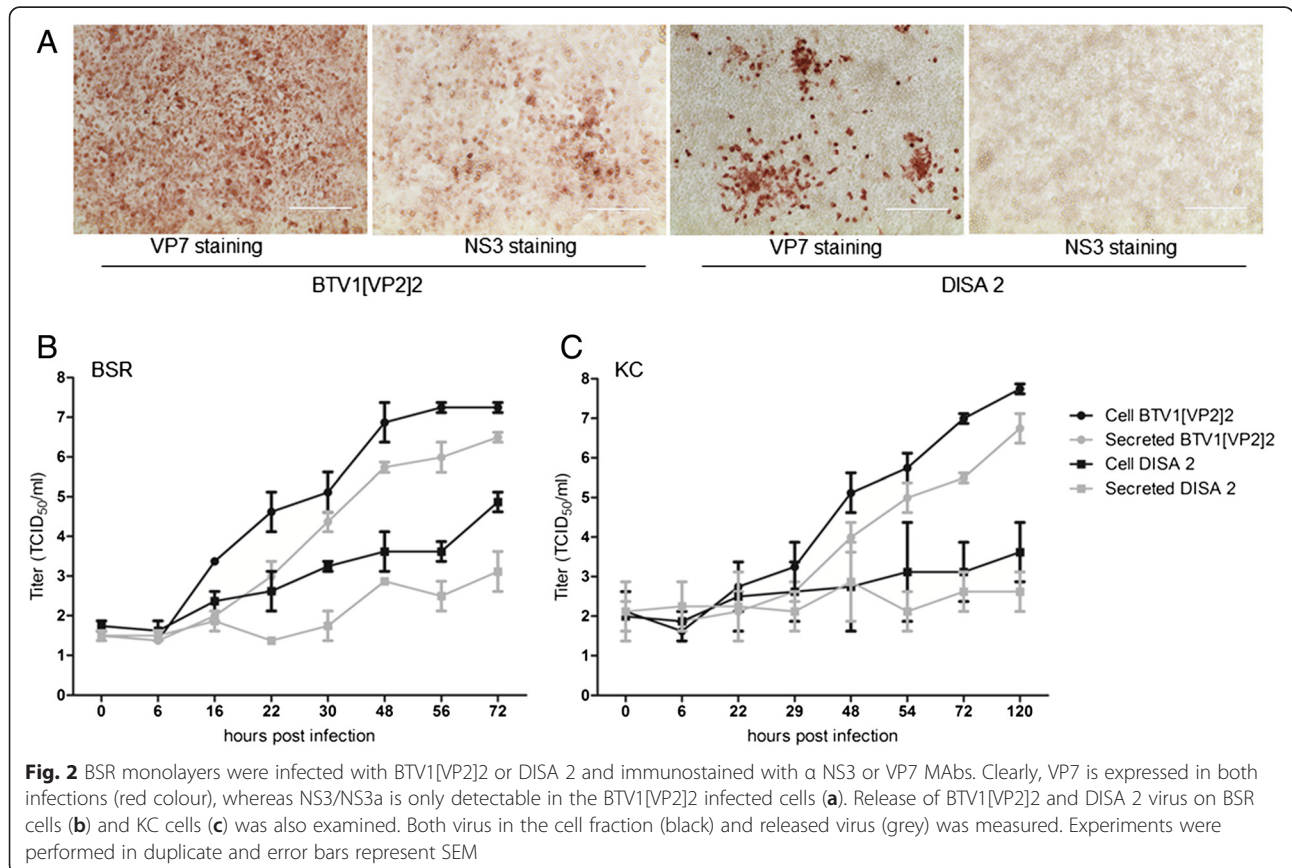 A
VP7 staining
NS3 staining
VP7 staining
NS3 staining
BTV1[VP2]2
DISA 2
B
BSR
8
7
6
5
4
3
2
1
0
Titer (TCID50/ml)
0 6 16 22 30 48 56 72
hours post infection
C
KC
8
7
6
5
4
3
2
1
0
Titer (TCID50/ml)
0 6 22 29 48 54 72 120
hours post infection
Cell BTV1[VP2]2
Secreted BTV1[VP2]2
Cell DISA 2
Secreted DISA 2
Fig. 2 BSR monolayers were infected with BTV1[VP2]2 or DISA 2 and immunostained with α NS3 or VP7 MAbs. Clearly, VP7 is expressed in both
infections (red colour), whereas NS3/NS3a is only detectable in the BTV1[VP2]2 infected cells (a). Release of BTV1[VP2]2 and DISA 2 virus on BSR
cells (b) and KC cells (c) was also examined. Both virus in the cell fraction (black) and released virus (grey) was measured. Experiments were
performed in duplicate and error bars represent SEM